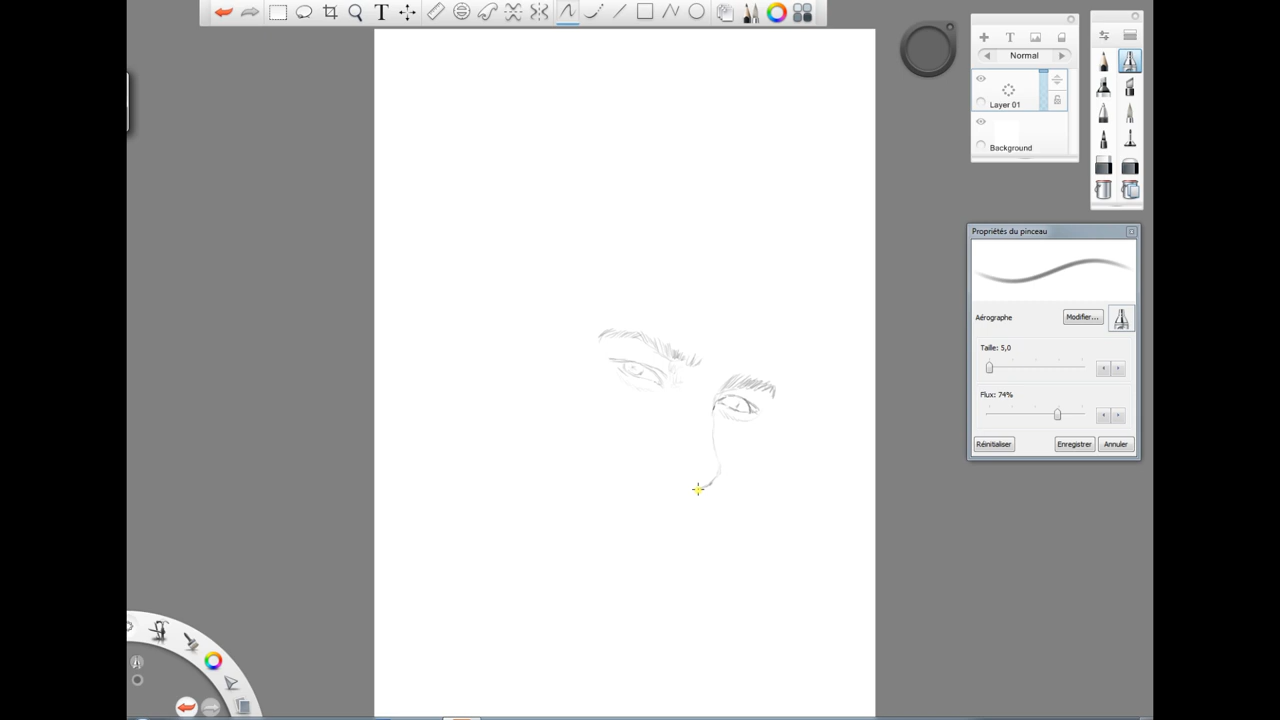 T
T
Normal
Layer 01
Background
Propriétés du pinceau
Aérographe
Modifier...
Taille: 5,0
Flux: 74%
Réinitialiser
Enregistrer
Annuler